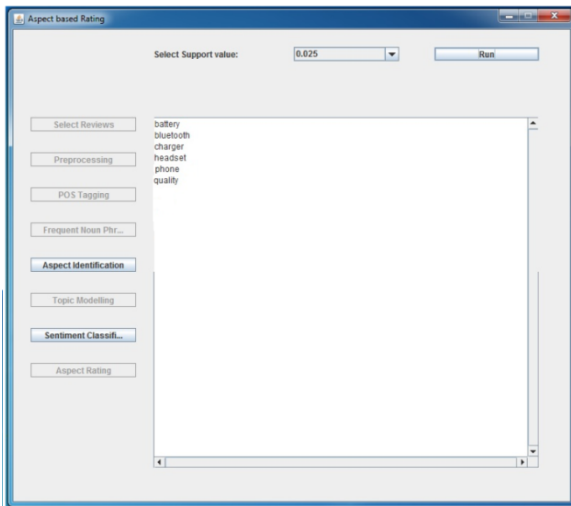 Aspect based Rating
Select Support value:
0.025
Run
Select Reviews
Preprocessing
POS Tagging
Frequent Noun Phr...
Aspect Identification
Topic Modelling
Sentiment Classifi...
Aspect Rating
battery
bluetooth
charger
headset
phone
quality